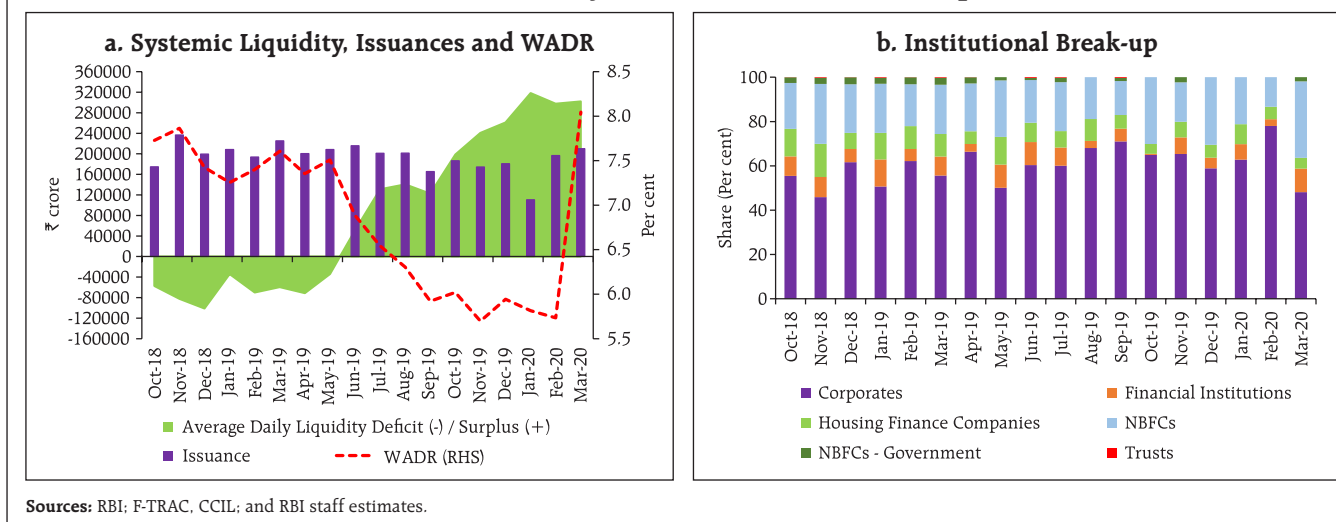 a. Systemic Liquidity, Issuances and WADR
360000
320000
280000
240000
200000
160000
120000
80000
40000
0
-40000
-80000
-120000
-160000
₹ crore
8.5
8.0
7.5
7.0
6.5
6.0
5.5
Per cent
Oct-18
Nov-18
Dec-18
Jan-19
Feb-19
Mar-19
Apr-19
May-19
Jun-19
Jul-19
Aug-19
Sep-19
Oct-19
Nov-19
Dec-19
Jan-20
Feb-20
Mar-20
Average Daily Liquidity Deficit (-) / Surplus (+)
Issuance WADR (RHS)
b. Institutional Break-up
100
80
60
40
20
0
Share (Per cent)
Oct-18
Nov-18
Dec-18
Jan-19
Feb-19
Mar-19
Apr-19
May-19
Jun-19
Jul-19
Aug-19
Sep-19
Oct-19
Nov-19
Dec-19
Jan-20
Feb-20
Mar-20
Corporates Financial Institutions
Housing Finance Companies NBFCs
NBFCs - Government Trusts
Sources: RBI; F-TRAC, CCIL; and RBI staff estimates.